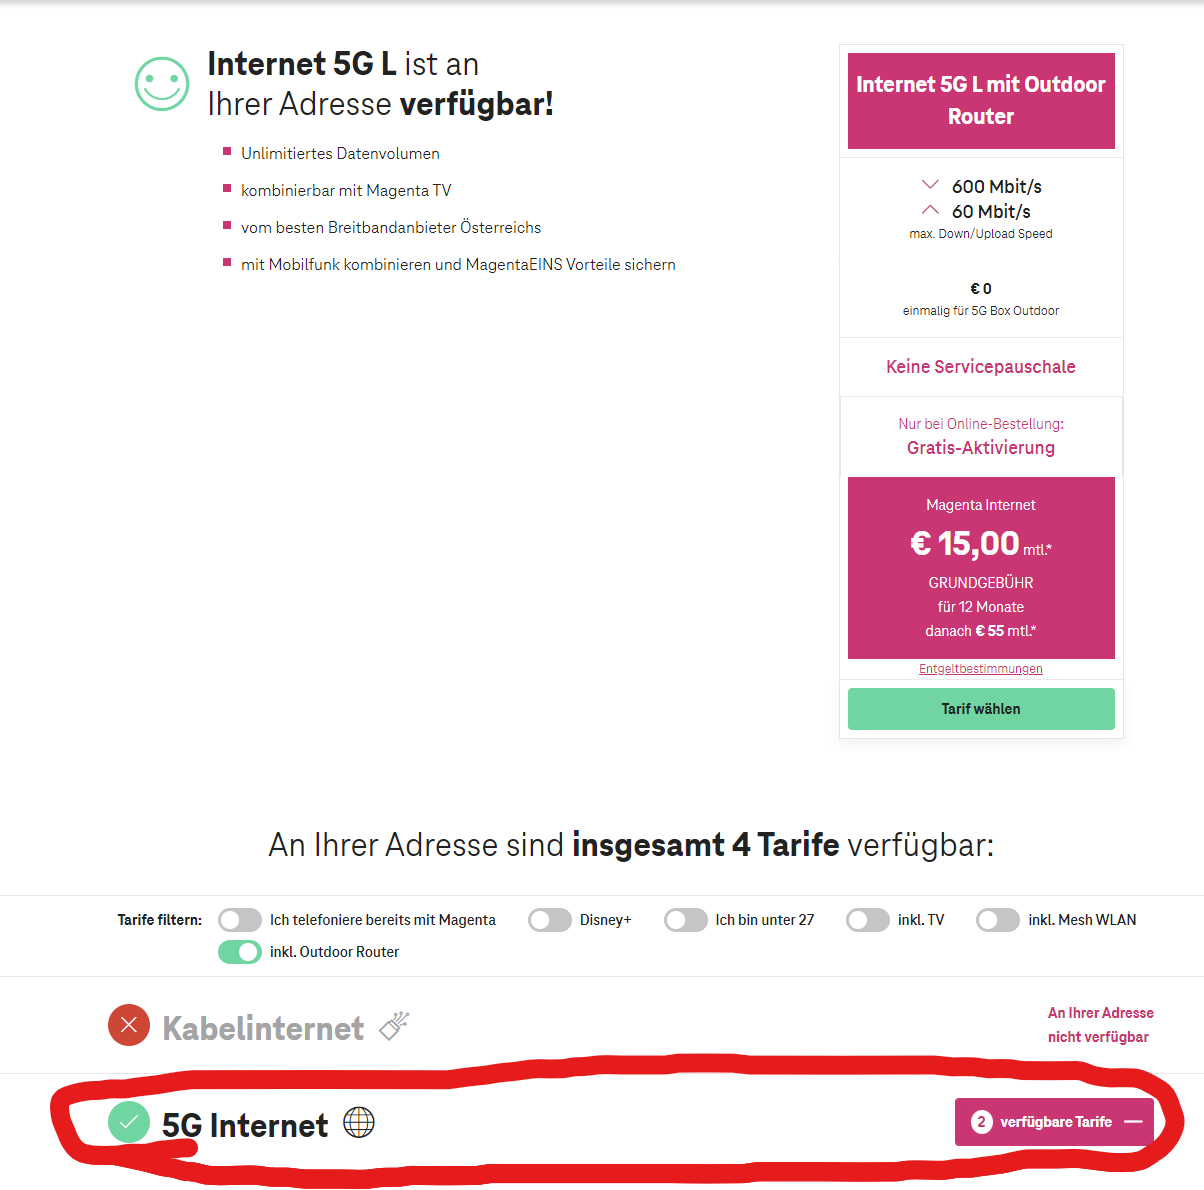 Internet 5G L ist an
Ihrer Adresse verfügbar!
Unlimitiertes Datenvolumen
kombinierbar mit Magenta TV
vom besten Breitbandanbieter Österreichs
mit Mobilfunk kombinieren und MagentaEINS Vorteile sichern
Internet 5G L mit Outdoor
Router
600 Mbit/s
60 Mbit/s
max. Down/Upload Speed
€ 0
einmalig für 5G Box Outdoor
Keine Servicepauschale
Nur bei Online-Bestellung:
Gratis-Aktivierung
Magenta Internet
€ 15,00 mtl.*
GRUNDGEBÜHR
für 12 Monate
danach € 55 mtl.*
Entgeltbestimmungen
Tarif wählen
An Ihrer Adresse sind insgesamt 4 Tarife verfügbar:
Tarife filtern: Ich telefoniere bereits mit Magenta Disney+ Ich bin unter 27 inkl. TV inkl. Mesh WLAN
inkl. Outdoor Router
Kabelinternet
An Ihrer Adresse
nicht verfügbar
5G Internet
2 verfügbare Tarife